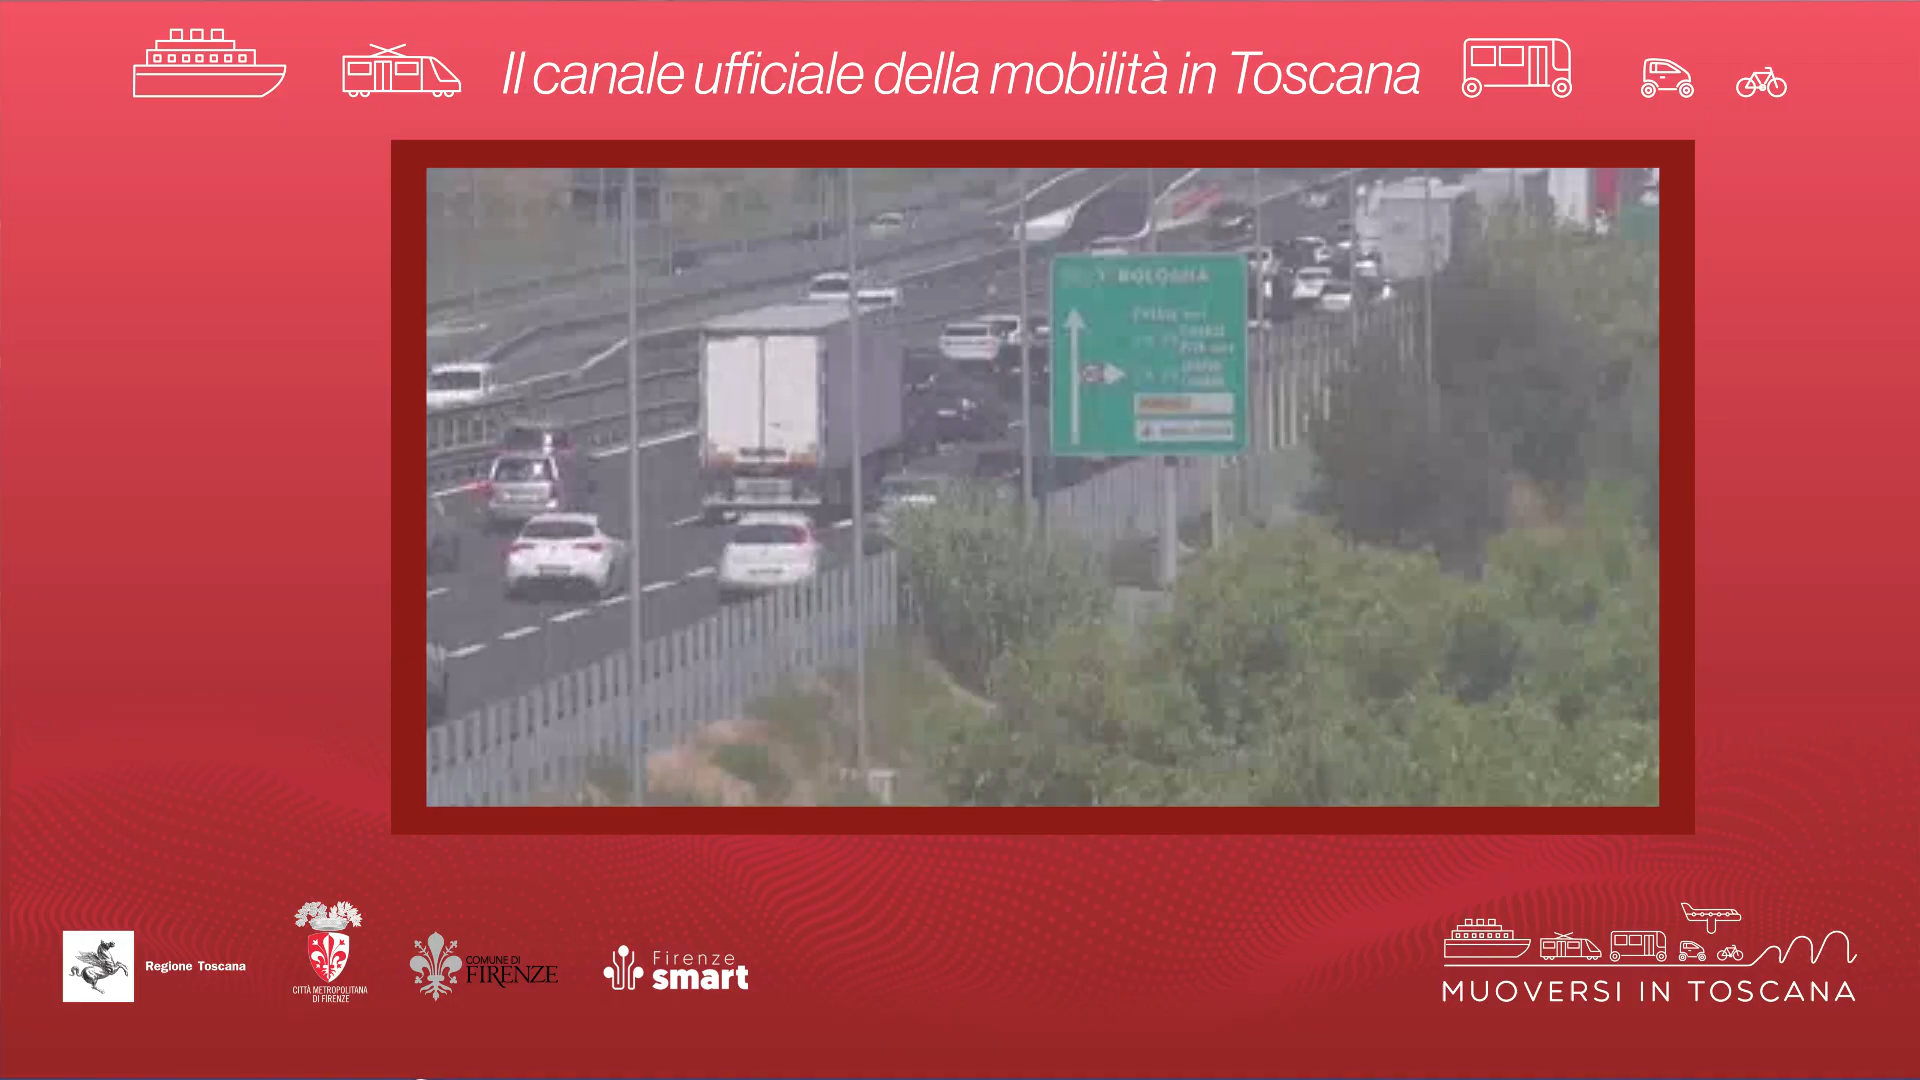 Il canale ufficiale della mobilità in Toscana
BOLOGNA
Regione Toscana
CITTÀ METROPOLITANA
DI FIRENZE
COMUNE DI
FIRENZE
Firenze
smart
MUOVERSI IN TOSCANA